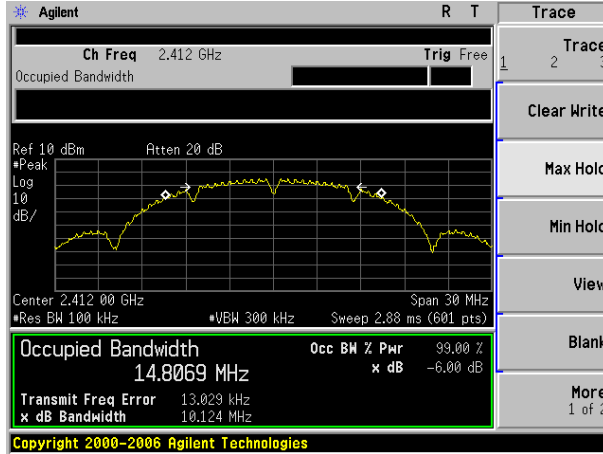 Agilent R T Trace
Ch Freq 2.412 GHz Trig Free
Occupied Bandwidth
Trace
1 2 3
Clear Write
Ref 10 dBm Atten 20 dB
#Peak
Log
10
dB/
Max Hold
Min Hold
View
Center 2.412 00 GHz Span 30 MHz
#Res BW 100 kHz #VBW 300 kHz Sweep 2.88 ms (601 pts)
Occupied Bandwidth Occ BW % Pwr 99.00 %
14.8069 MHz x dB -6.00 dB
Blank
Transmit Freq Error 13.029 kHz
x dB Bandwidth 10.124 MHz
More
1 of 2
Copyright 2000-2006 Agilent Technologies